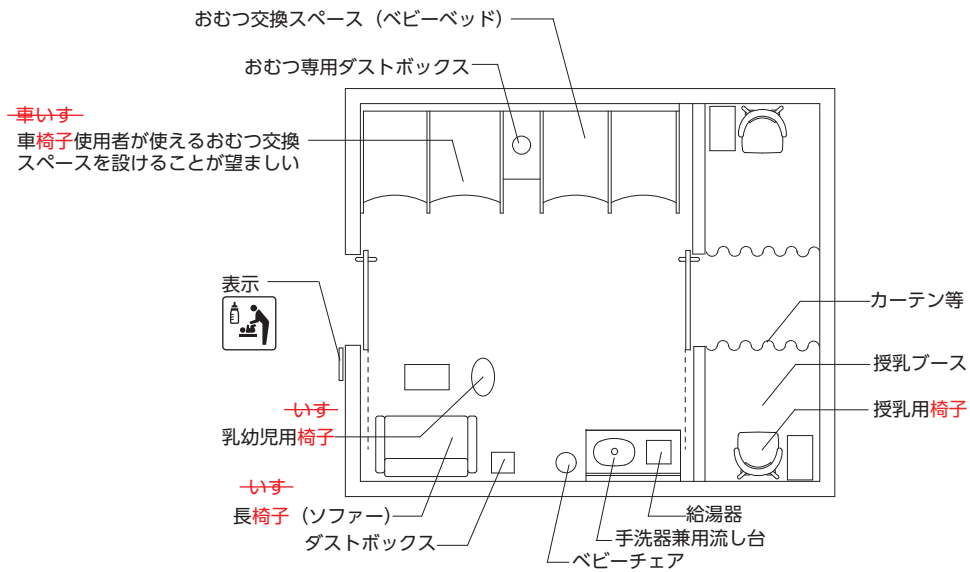 おむつ交換スペース（ベビーベッド）
おむつ専用ダストボックス
車いす
車椅子使用者が使えるおむつ交換
スペースを設けることが望ましい
表示
カーテン等
授乳ブース
授乳用椅子
いす
乳幼児用椅子
いす
長椅子（ソファー）
ダストボックス
給湯器
手洗器兼用流し台
ベビーチェア